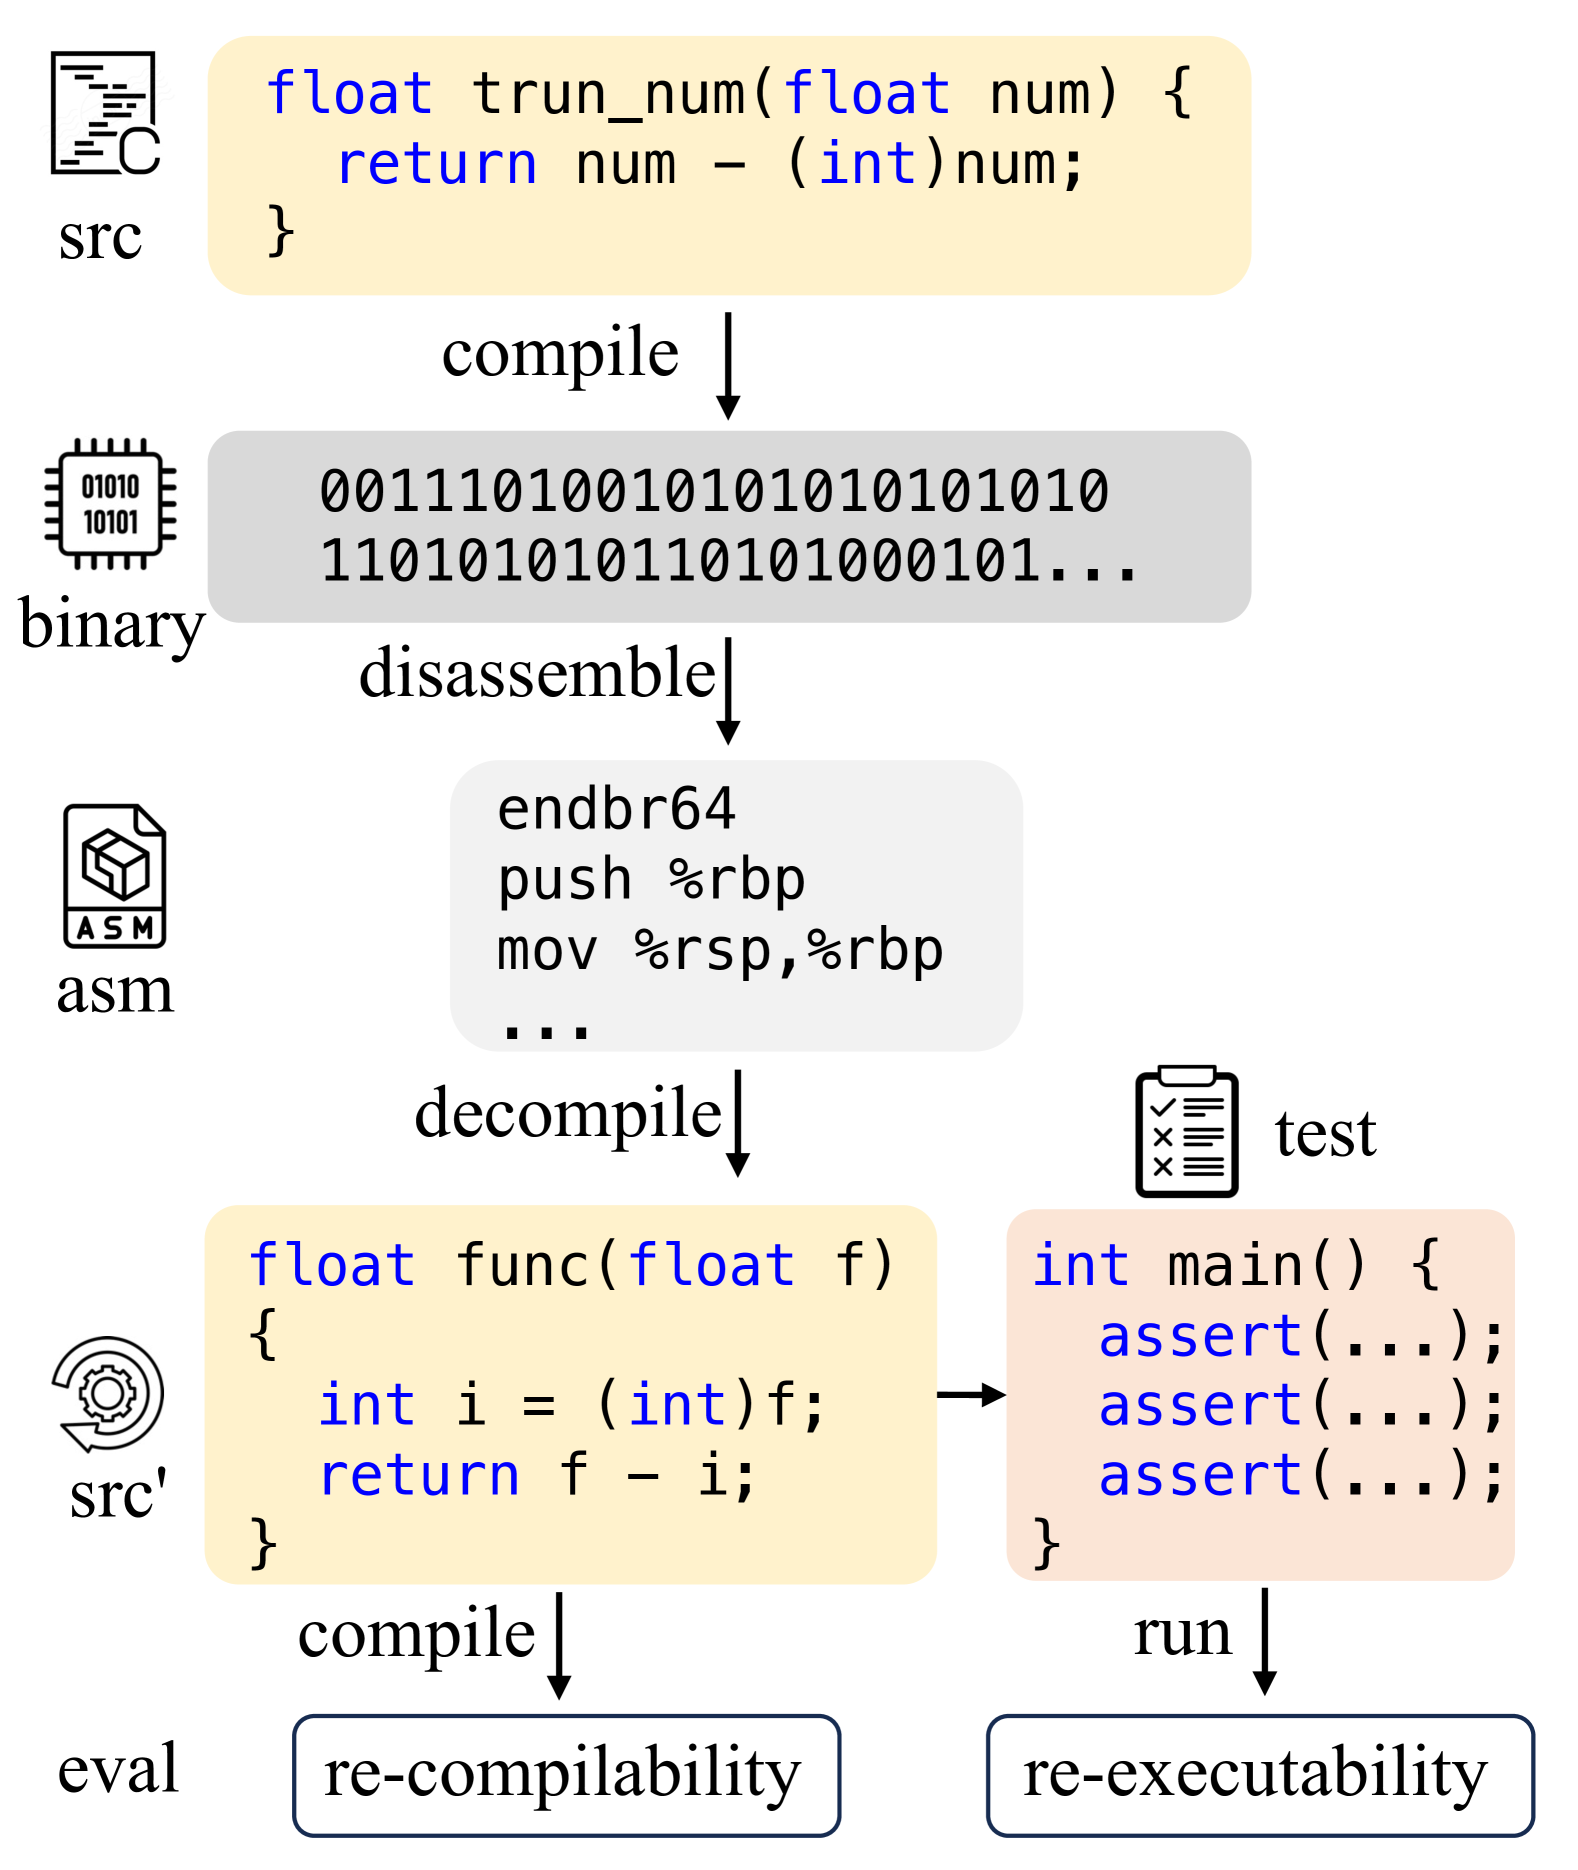 float trun_num(float num) {
return num - (int)num;
}
C
src
compile
01010
10101
00111010010101010101010
110101010110101000101...
binary
disassemble
endbr64
push %rbp
mov %rsp,%rbp
...
ASM
asm
decompile
test
float func(float f)
{
int i = (int)f;
return f - i;
}
src'
int main() {
assert(...);
assert(...);
assert(...);
}
compile
run
eval
re-compilability
re-executability